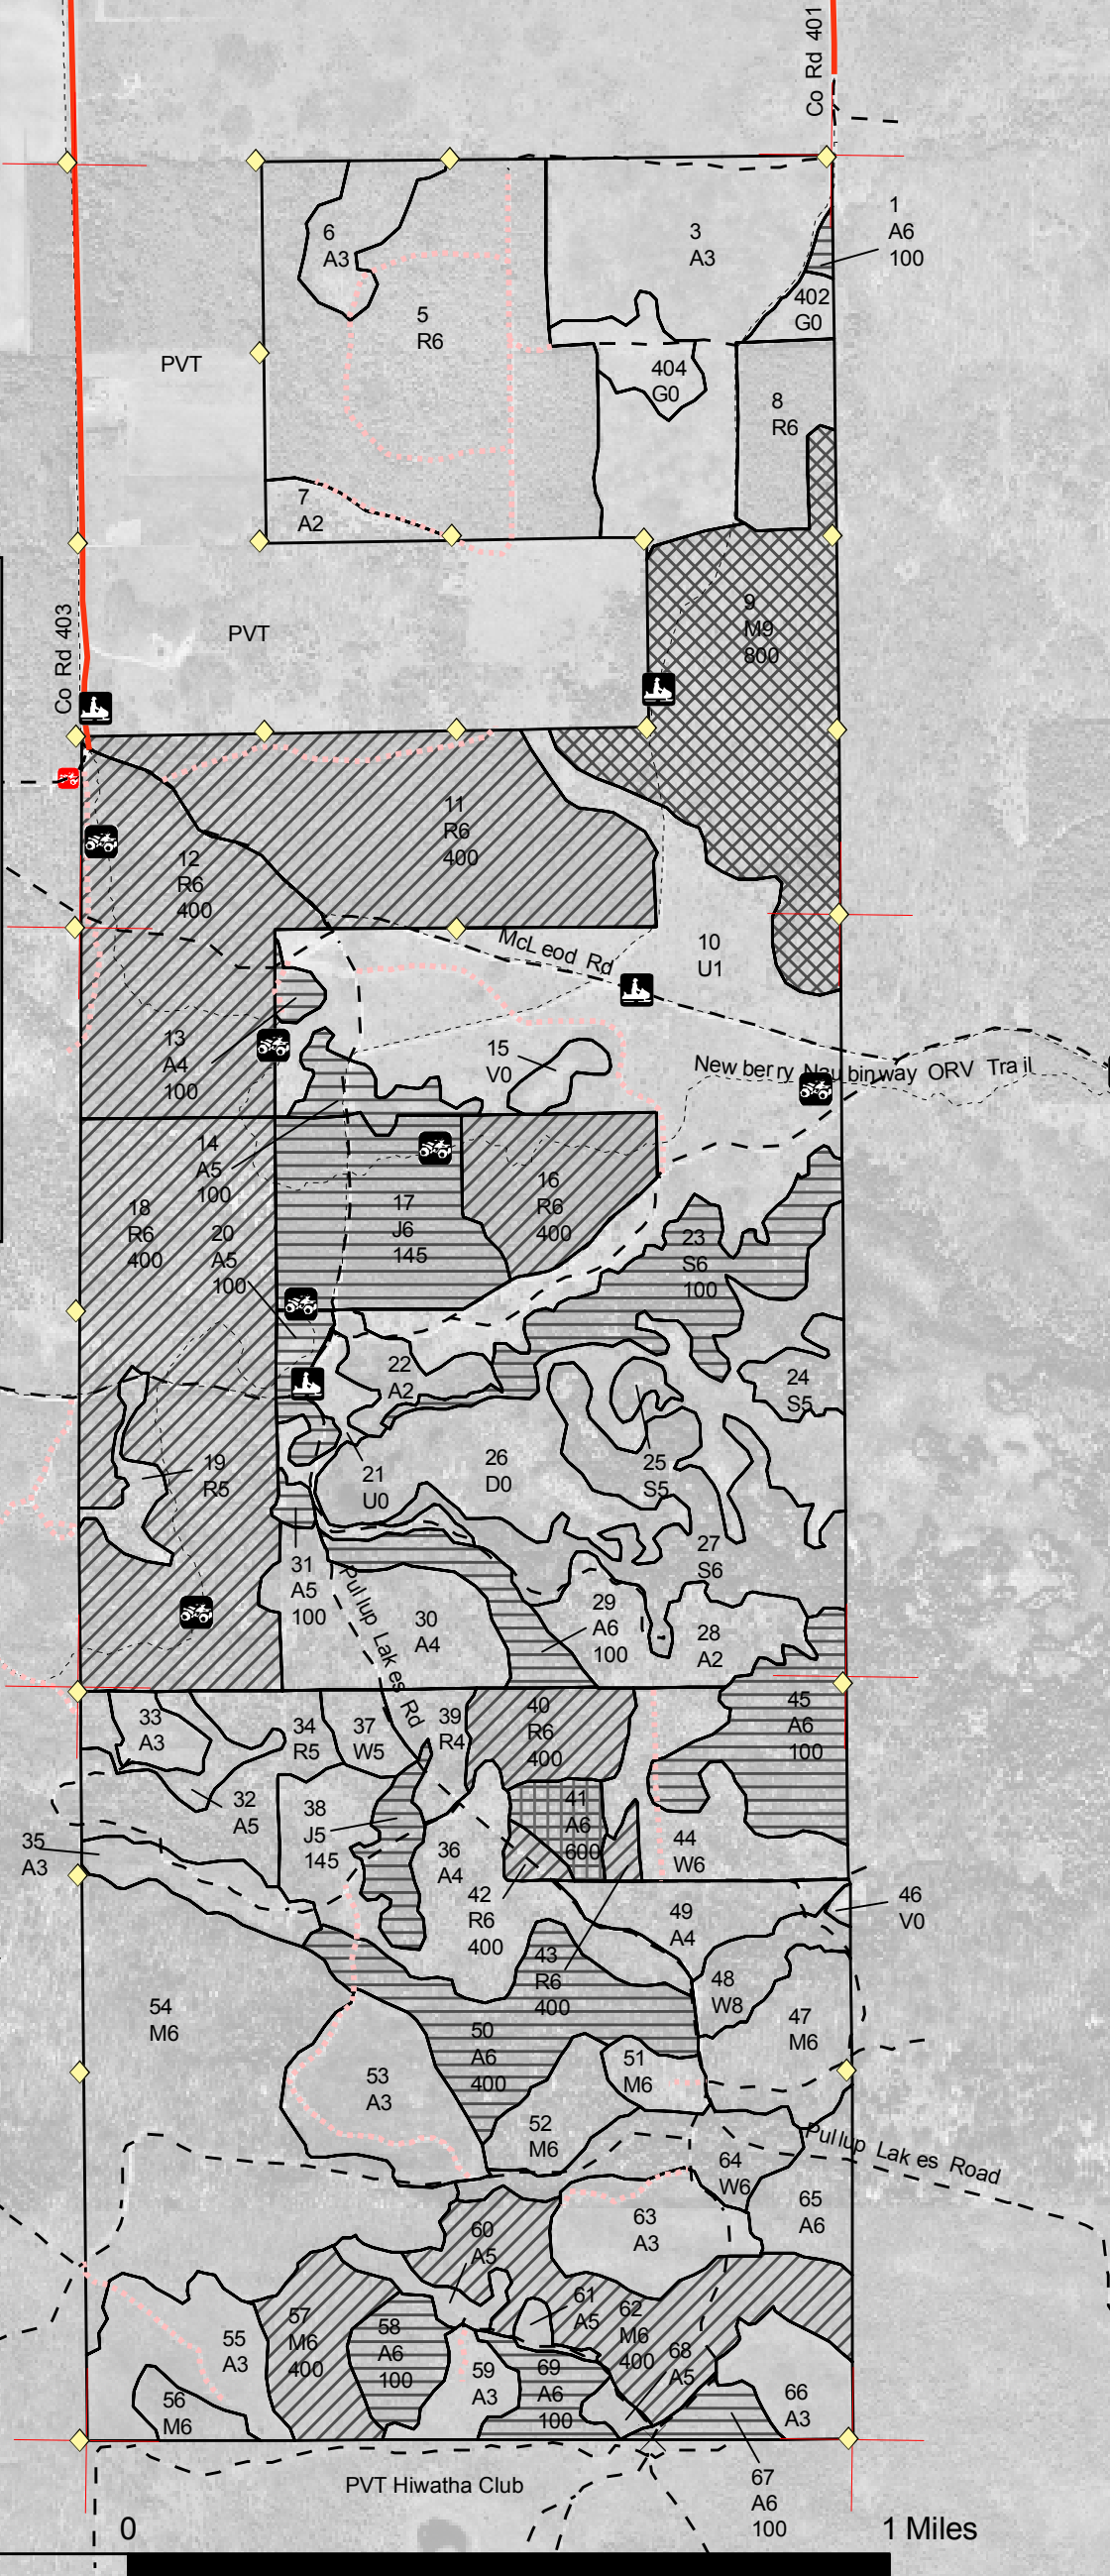 Co Rd 401
1
A6
100
6
A3
3
A3
402
G0
5
R6
PVT
404
G0
8
R6
7
A2
9
M9
800
Co Rd 403
PVT
11
R6
400
12
R6
400
McLeod Rd
10
U1
13
A4
100
15
V0
Newberry Naubinway ORV Trail
14
A5
100
16
R6
400
17
J6
145
18
R6
400
20
A5
100
23
S6
100
22
A2
24
S5
19
R5
21
U0
26
D0
25
S5
27
S6
31
A5
100
Pullup Lakes Rd
30
A4
29
A6
100
28
A2
33
A3
34
R5
37
W5
39
R4
40
R6
400
45
A6
100
32
A5
38
J5
145
41
A6
600
35
A3
36
A4
44
W6
42
R6
400
46
V0
49
A4
43
R6
400
48
W8
47
M6
54
M6
50
A6
400
51
M6
53
A3
52
M6
Pullup Lakes Road
64
W6
65
A6
63
A3
60
A5
61
A5
62
M6
400
57
M6
400
58
A6
100
55
A3
59
A3
69
A6
100
68
A5
66
A3
56
M6
67
A6
100
PVT Hiwatha Club
0
1 Miles